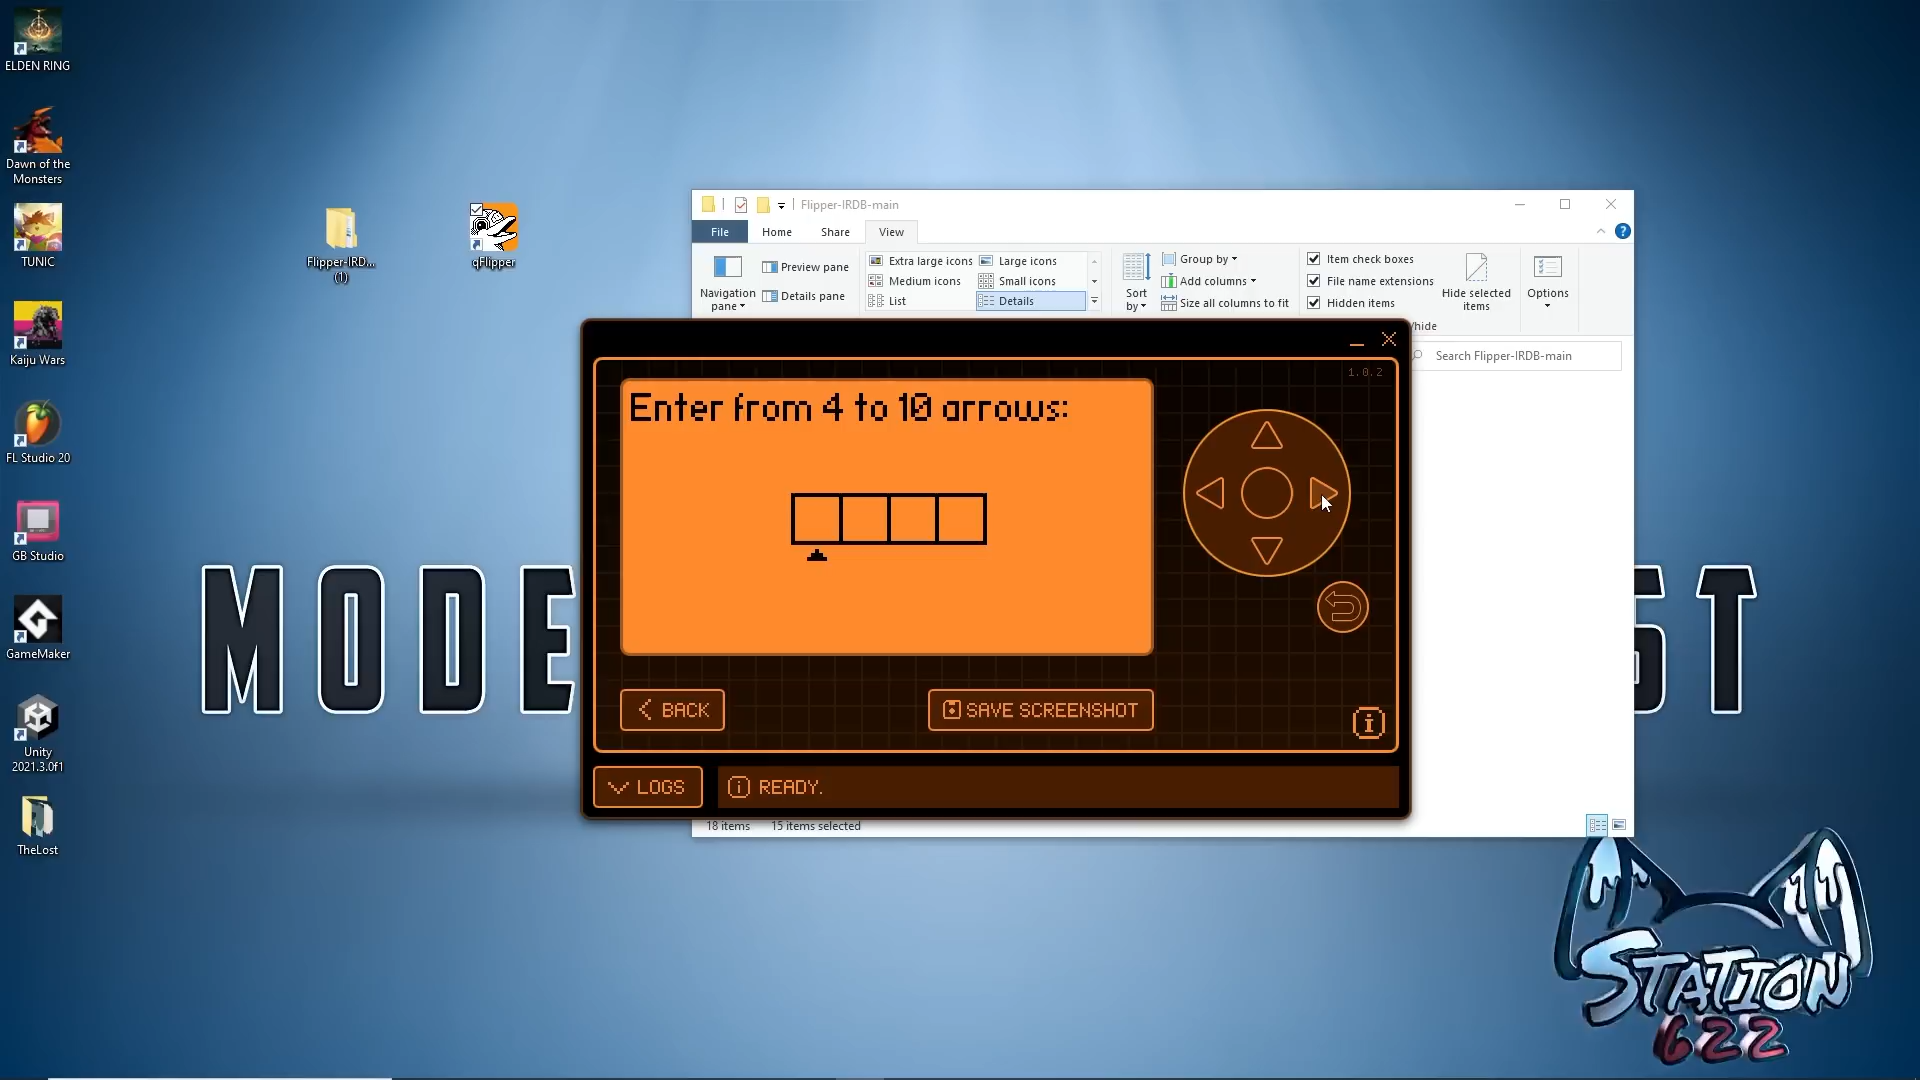 ELDEN RING
Dawn of the
Monsters
TUNIC
Kaiju Wars
FL Studio 20
GB Studio
GameMaker
Unity
2021.3.0f1
TheLost
Flipper-IRD...
(1)
qFlipper
Flipper-IRDB-main
File
Home
Share
View
Navigation
pane
Preview pane
Details pane
Extra large icons
Large icons
Medium icons
Small icons
List
Details
Sort
by
Group by
Add columns
Size all columns to fit
Item check boxes
File name extensions
Hidden items
Hide selected
items
Options
/hide
Search Flipper-IRDB-main
1.0.2
Enter from 4 to 10 arrows:
BACK
SAVE SCREENSHOT
LOGS
READY.
18 items
15 items selected
MODE
ST
STATION
622